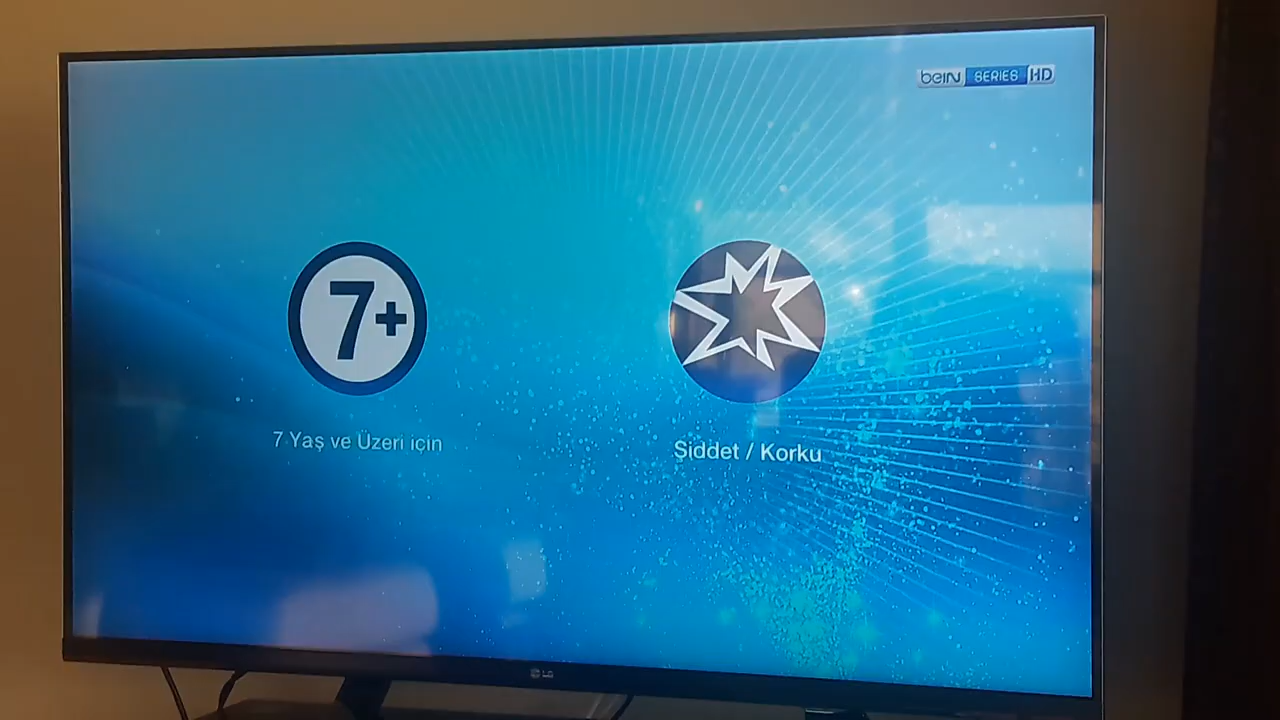 beIN SERIES HD
7+
7 Yaş ve Üzeri için
Şiddet / Korku
LG